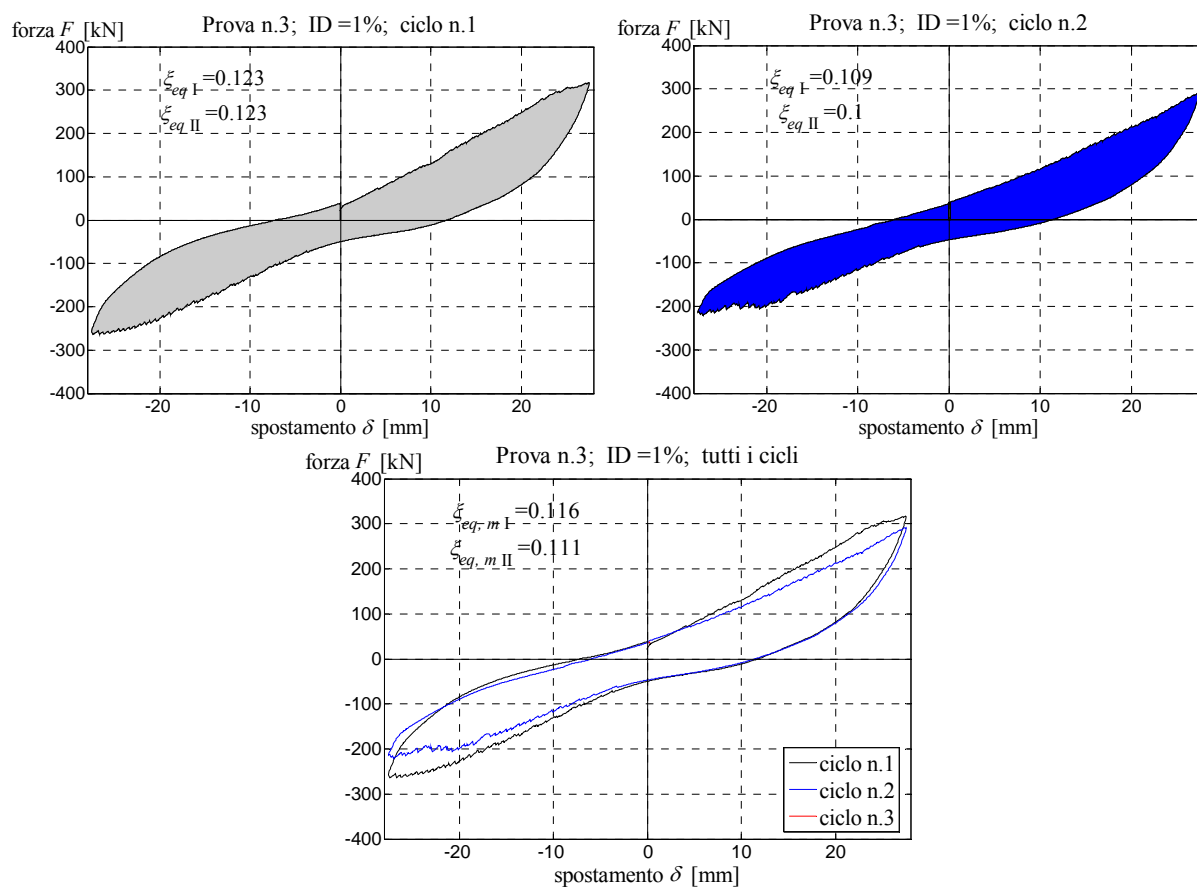 forza F [kN]
Prova n.3; ID =1%; ciclo n.1
400
300
200
100
0
-100
-200
-300
-400
ξeq I =0.123
ξeq II =0.123
-20
-10
0
10
20
spostamento δ [mm]
forza F [kN]
Prova n.3; ID =1%; ciclo n.2
400
300
200
100
0
-100
-200
-300
-400
ξeq I =0.109
ξeq II =0.1
-20
-10
0
10
20
spostamento δ [mm]
forza F [kN]
Prova n.3; ID =1%; tutti i cicli
400
300
200
100
0
-100
-200
-300
-400
ξeq, m I =0.116
ξeq, m II =0.111
ciclo n.1
ciclo n.2
ciclo n.3
-20
-10
0
10
20
spostamento δ [mm]